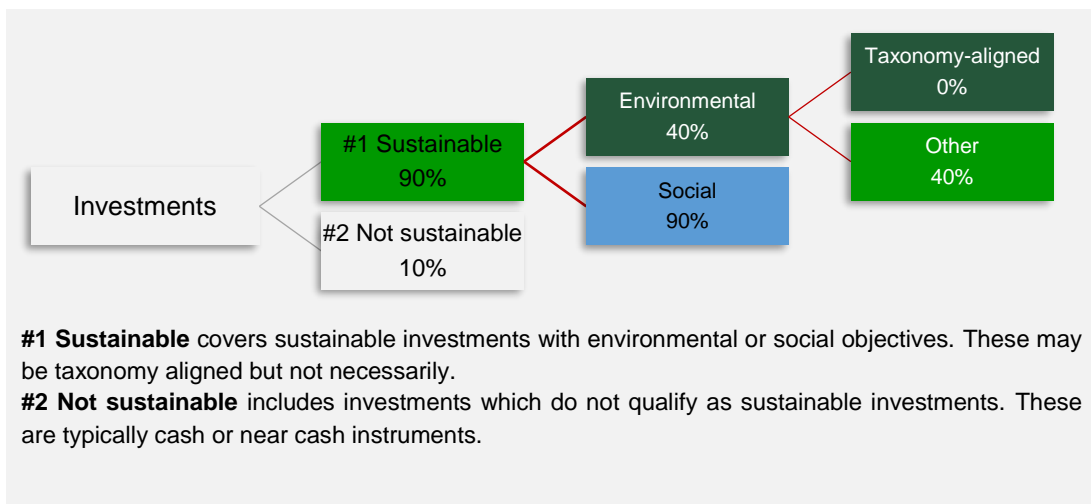 Investments
#1 Sustainable
90%
#2 Not sustainable
10%
Environmental
40%
Social
90%
Taxonomy-aligned
0%
Other
40%
#1 Sustainable covers sustainable investments with environmental or social objectives. These may
be taxonomy aligned but not necessarily.
#2 Not sustainable includes investments which do not qualify as sustainable investments. These
are typically cash or near cash instruments.